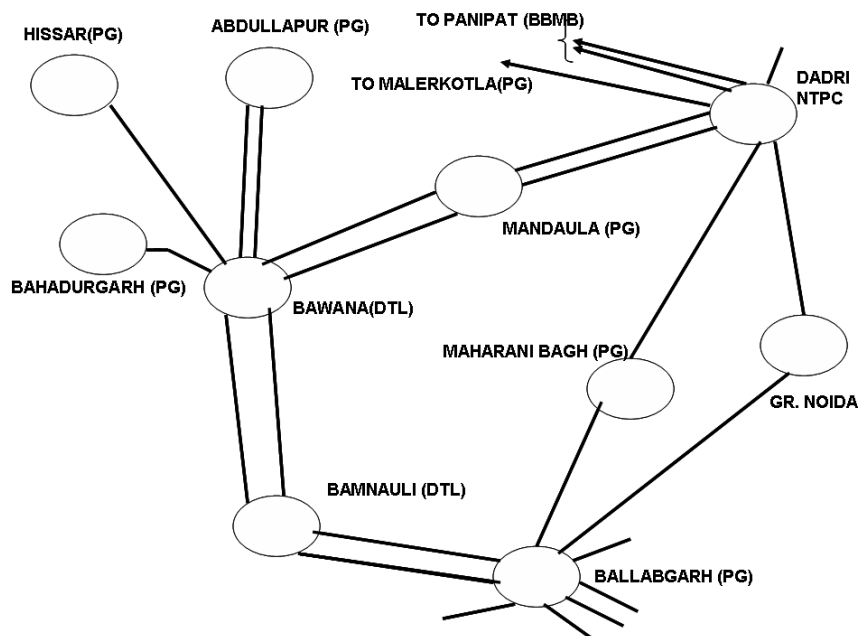 HISSAR(PG)
ABDULLAPUR (PG)
TO PANIPAT (BBMB)
TO MALERKOTLA(PG)
DADRI
NTPC
MANDAULA (PG)
BAHADURGARH (PG)
BAWANA(DTL)
MAHARANI BAGH (PG)
GR. NOIDA
BAMNAULI (DTL)
BALLABGARH (PG)